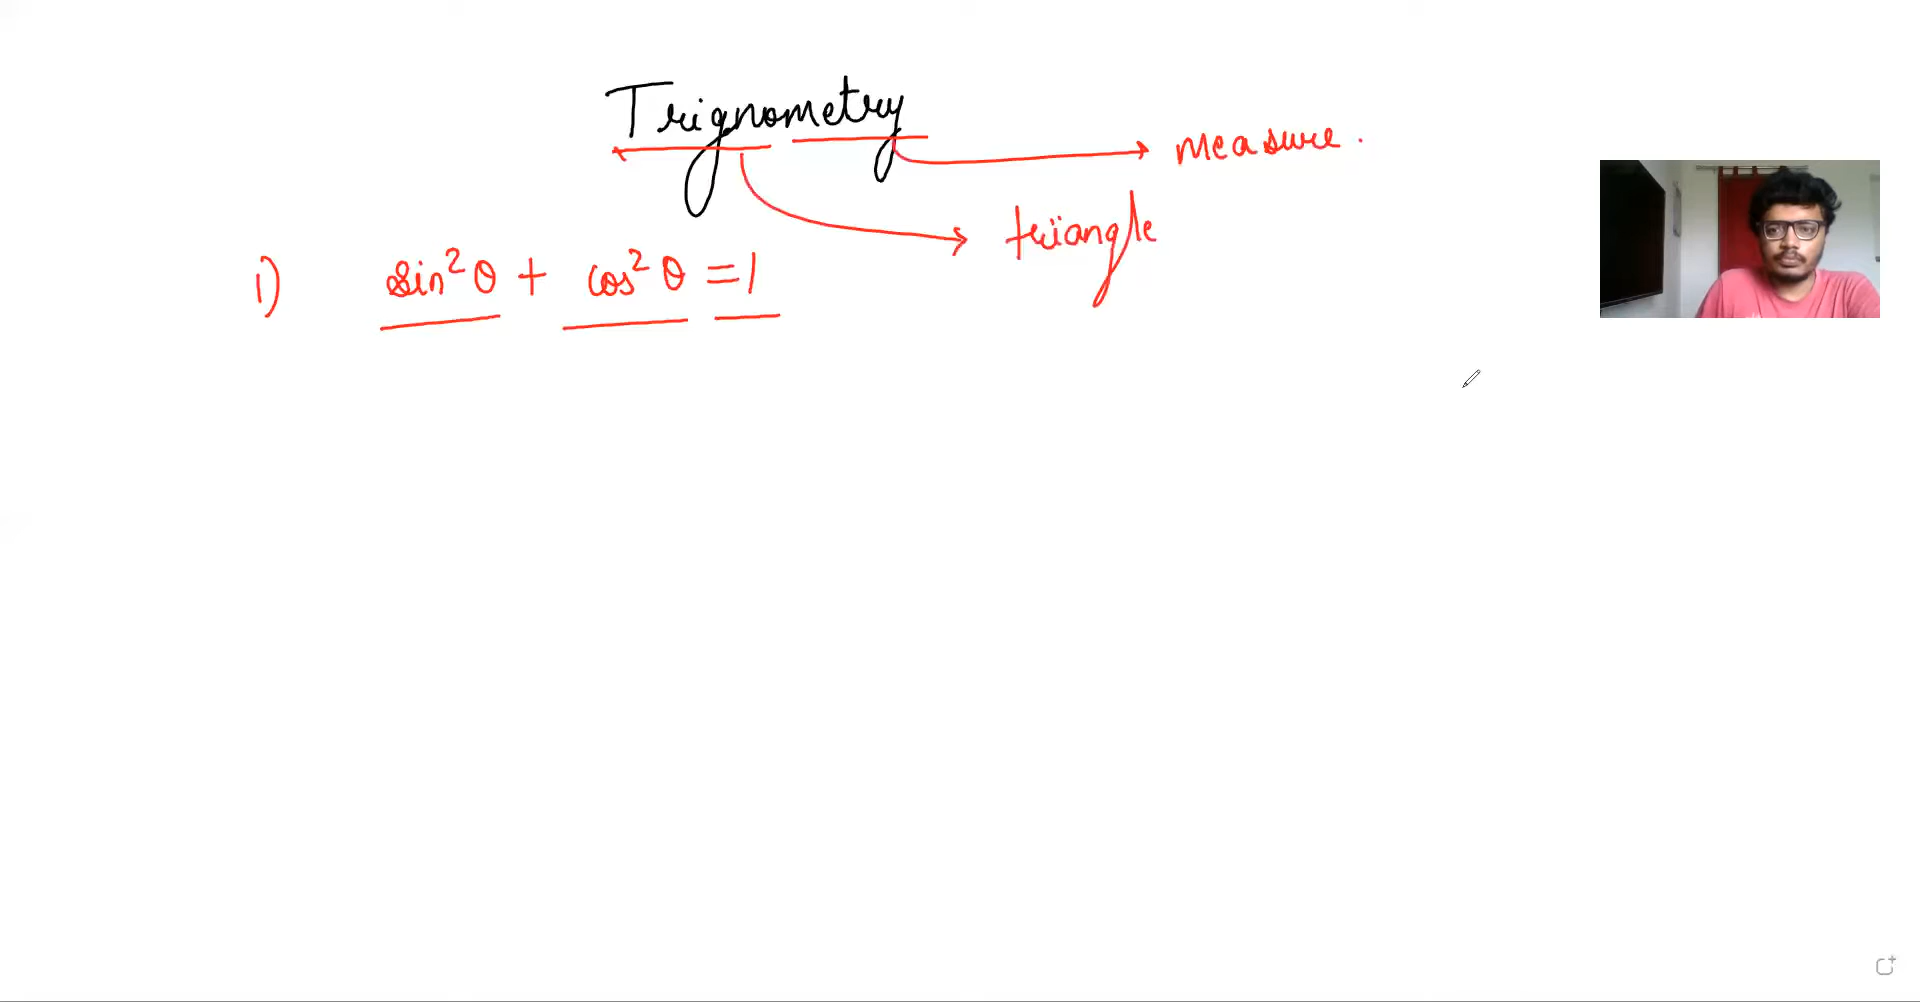 Trignometry
measure.
triangle
1) sin²θ + cos²θ = 1